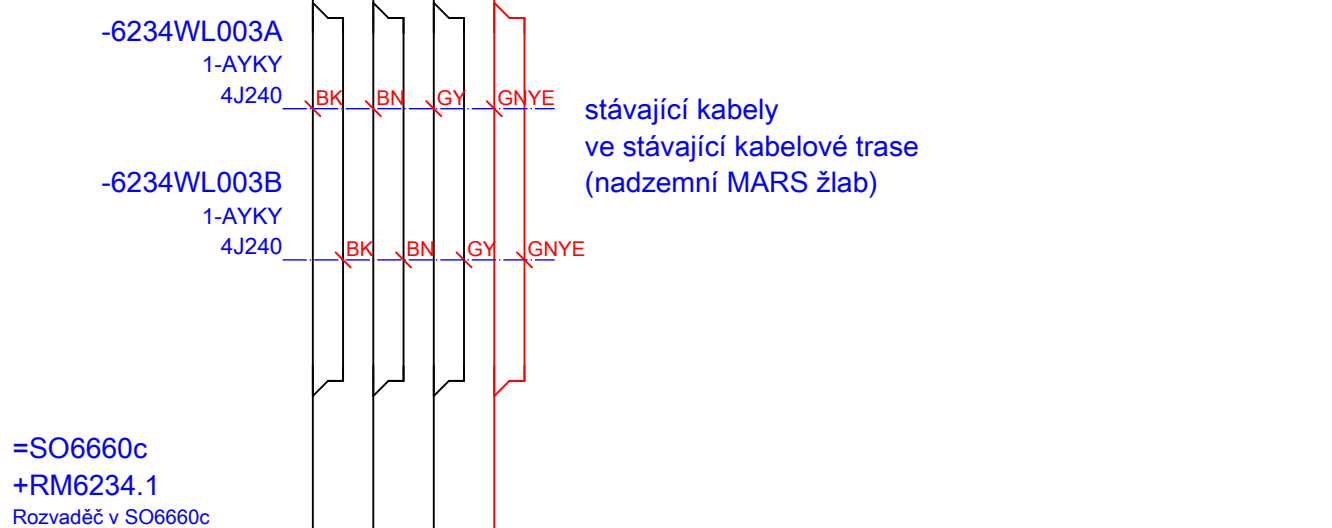 -6234WL003A
1-AYKY
4J240
BK BN GY GNYE
stávající kabely
ve stávající kabelové trase
(nadzemní MARS žlab)
-6234WL003B
1-AYKY
4J240
BK BN GY GNYE
=SO6660c
+RM6234.1
Rozvaděč v SO6660c